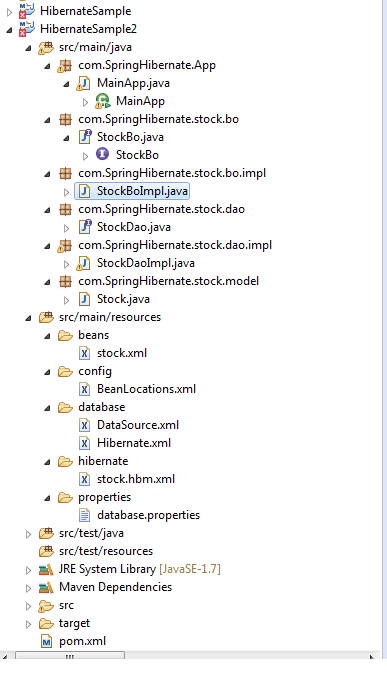 HibernateSample
HibernateSample2
src/main/java
com.SpringHibernate.App
MainApp.java
MainApp
com.SpringHibernate.stock.bo
StockBo.java
StockBo
com.SpringHibernate.stock.bo.impl
StockBoImpl.java
com.SpringHibernate.stock.dao
StockDao.java
com.SpringHibernate.stock.dao.impl
StockDaoImpl.java
com.SpringHibernate.stock.model
Stock.java
src/main/resources
beans
stock.xml
config
BeanLocations.xml
database
DataSource.xml
Hibernate.xml
hibernate
stock.hbm.xml
properties
database.properties
src/test/java
src/test/resources
JRE System Library [JavaSE-1.7]
Maven Dependencies
src
target
pom.xml